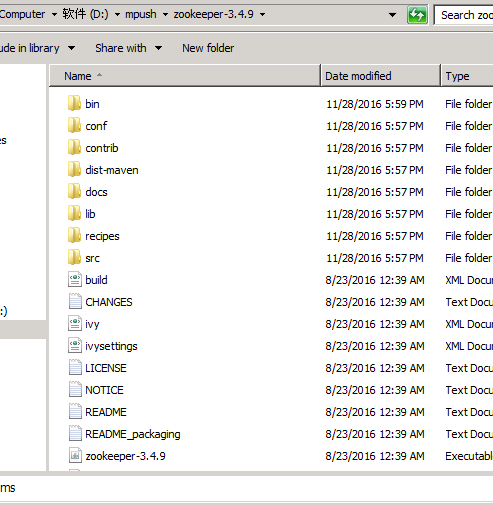 Computer ▸ 软件 (D:) ▸ mpush ▸ zookeeper-3.4.9 ▸ Search zoo
ude in library Share with New folder
Name Date modified Type
bin 11/28/2016 5:59 PM File folder
conf 11/28/2016 5:57 PM File folder
es contrib 11/28/2016 5:57 PM File folder
dist-maven 11/28/2016 5:57 PM File folder
docs 11/28/2016 5:57 PM File folder
lib 11/28/2016 5:57 PM File folder
recipes 11/28/2016 5:57 PM File folder
src 11/28/2016 5:57 PM File folder
build 8/23/2016 12:39 AM XML Docu
:) CHANGES 8/23/2016 12:39 AM Text Docu
ivy 8/23/2016 12:39 AM XML Docu
ivysettings 8/23/2016 12:39 AM XML Docu
LICENSE 8/23/2016 12:39 AM Text Docu
NOTICE 8/23/2016 12:39 AM Text Docu
README 8/23/2016 12:39 AM Text Docu
README_packaging 8/23/2016 12:39 AM Text Docu
zookeeper-3.4.9 8/23/2016 12:39 AM Executable
ms